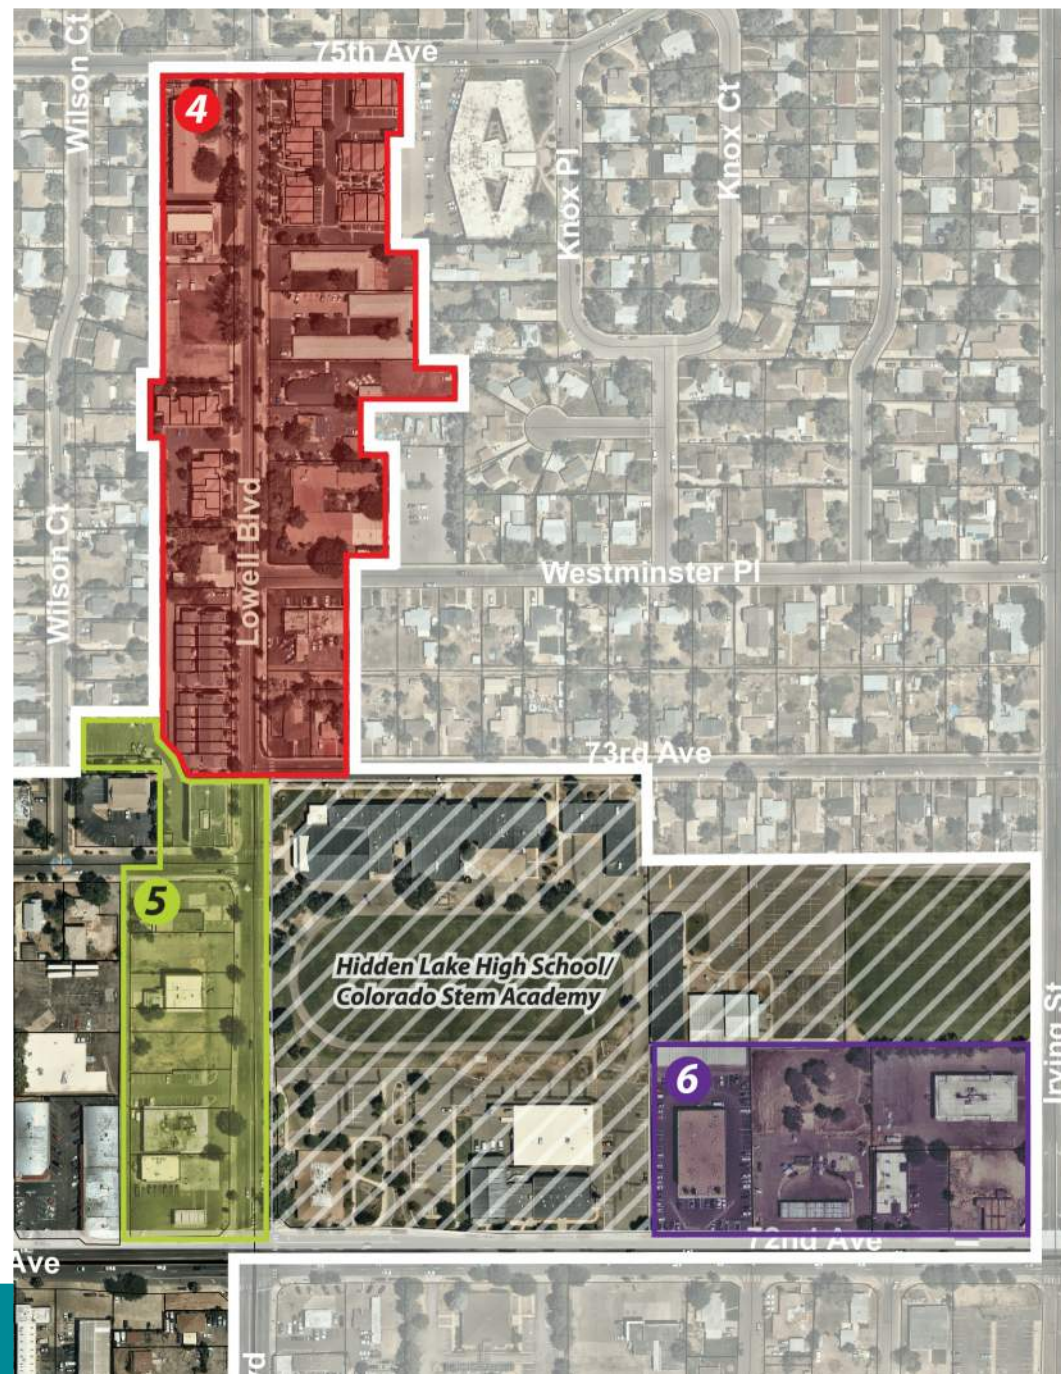 75th Ave
Wilson Ct
4
Knox Pl
Knox Ct
Lowell Blvd
Wilson Ct
Westminster Pl
73rd Ave
5
Hidden Lake High School/
Colorado Stem Academy
6
Irving St
72nd Ave
Ave